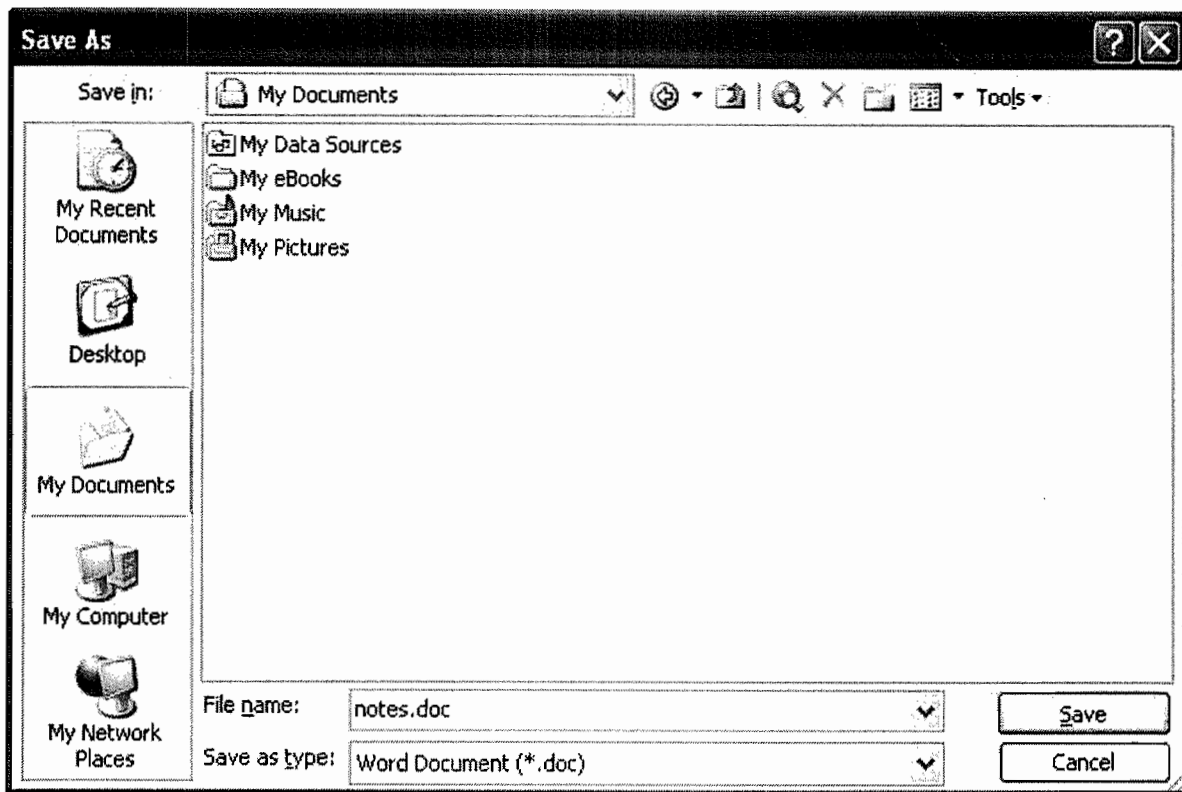 Save As
?
Save in:
My Documents
Tools
My Recent
Documents
Desktop
My Documents
My Computer
My Network
Places
My Data Sources
My eBooks
My Music
My Pictures
File name:
notes.doc
Save
Save as type:
Word Document (*.doc)
Cancel